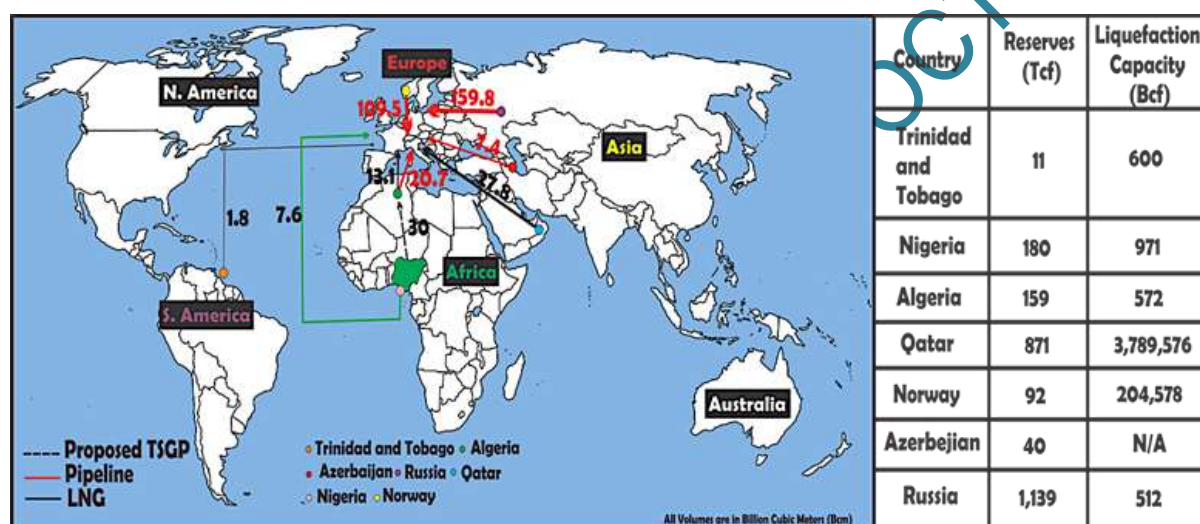 N. America
Europe
109.5
159.8
7.4
Asia
13.1
20.7
27.8
1.8
7.6
30
Africa
S. America
Australia
Proposed TSGP
Pipeline
LNG
Trinidad and Tobago Algeria
Azerbaijan Russia Qatar
Nigeria Norway
All Volumes are in Billion Cubic Meters (Bcm)
Country Reserves (Tcf) Liquefaction Capacity (Bcf)
Trinidad and Tobago 11 600
Nigeria 180 971
Algeria 159 572
Qatar 871 3,789,576
Norway 92 204,578
Azerbejian 40 N/A
Russia 1,139 512